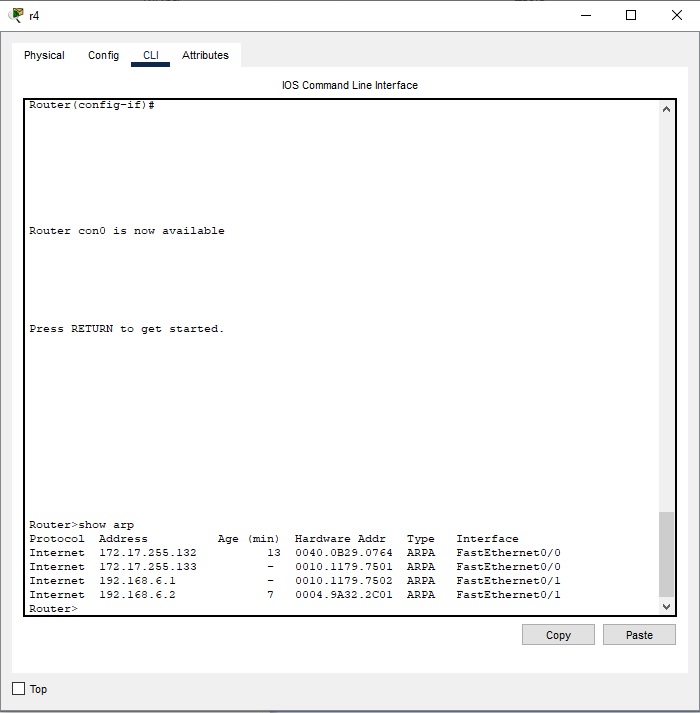 r4
Physical Config CLI Attributes
IOS Command Line Interface
Router(config-if)#
Router con0 is now available
Press RETURN to get started.
Router>show arp
Protocol  Address          Age (min)  Hardware Addr   Type   Interface
Internet  172.17.255.132          13  0040.0B29.0764  ARPA   FastEthernet0/0
Internet  172.17.255.133          -   0010.1179.7501  ARPA   FastEthernet0/0
Internet  192.168.6.1             -   0010.1179.7502  ARPA   FastEthernet0/1
Internet  192.168.6.2             7   0004.9A32.2C01  ARPA   FastEthernet0/1
Router>
Copy Paste
Top